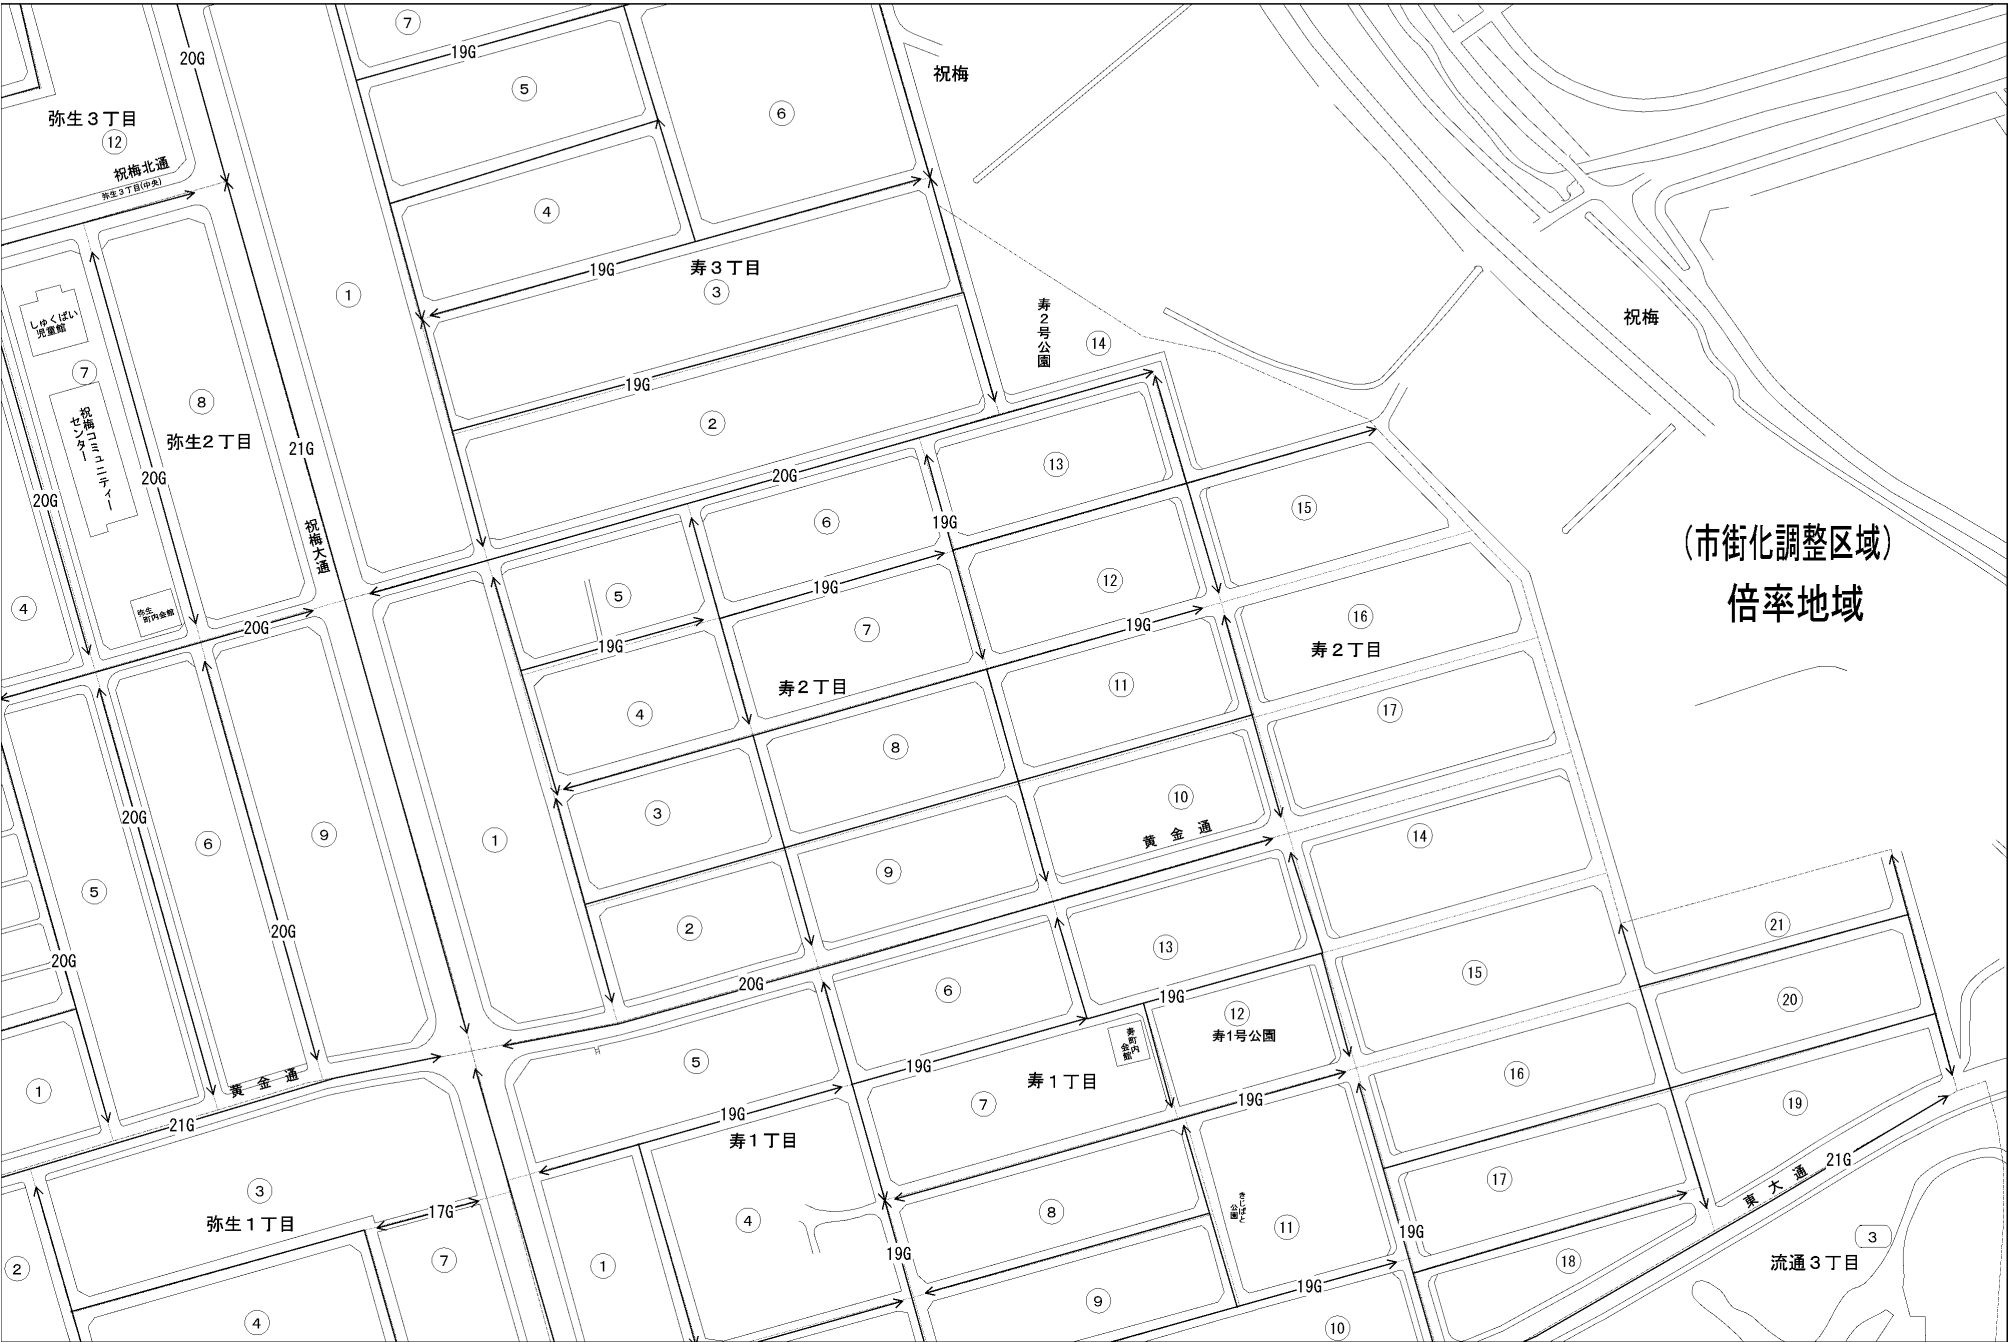 ⑦
20G
19G
祝梅
⑤
⑥
弥生3丁目
⑫
祝梅北通
弥生3丁目(中央)
④
19G
寿3丁目
①
③
寿2号公園
祝梅
しゅくばい
児童館
⑭
⑦
19G
⑧
②
祝梅コミュニティー
センター
弥生2丁目
21G
20G
⑬
20G
20G
⑮
⑥
19G
祝梅大通
(市街化調整区域)
倍率地域
⑫
19G
⑤
④
弥生
町内会館
⑯
20G
19G
⑦
19G
寿2丁目
⑪
寿2丁目
④
⑰
⑧
⑩
20G
③
黄金通
⑨
①
⑭
⑥
⑤
⑨
②
㉑
20G
⑬
20G
⑮
20G
⑥
19G
⑳
⑫
寿1号公園
寿町内
会館
⑤
19G
黄金通
①
寿1丁目
⑯
⑦
19G
⑲
19G
21G
寿1丁目
21G
東大通
⑰
③
弥生1丁目
17G
④
⑧
きじばと
公園
⑪
19G
3
流通3丁目
19G
②
⑦
①
⑱
19G
⑨
④
⑩